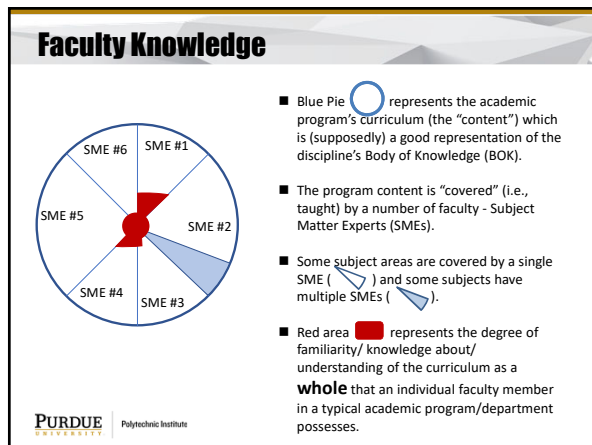 Faculty Knowledge
SME #6
SME #1
SME #5
SME #2
SME #4
SME #3
■ Blue Pie represents the academic
program's curriculum (the "content") which
is (supposedly) a good representation of the
discipline's Body of Knowledge (BOK).
■ The program content is "covered" (i.e.,
taught) by a number of faculty - Subject
Matter Experts (SMEs).
■ Some subject areas are covered by a single
SME ( ) and some subjects have
multiple SMEs ( ).
■ Red area represents the degree of
familiarity/ knowledge about/
understanding of the curriculum as a
whole that an individual faculty member
in a typical academic program/department
possesses.
PURDUE
UNIVERSITY
Polytechnic Institute